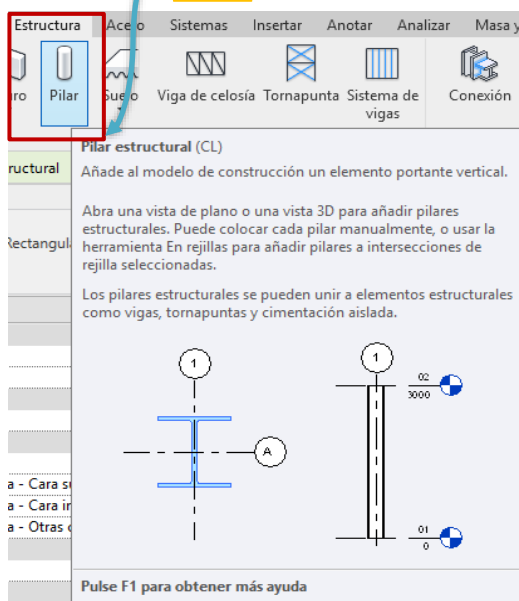 Estructura Acero Sistemas Insertar Anotar Analizar Masa y
Pilar Suelo Viga de celosía Tornapunta Sistema de vigas Conexión
Pilar estructural (CL)
ructural
Añade al modelo de construcción un elemento portante vertical.
Abra una vista de plano o una vista 3D para añadir pilares
estructurales. Puede colocar cada pilar manualmente, o usar la
Rectangul
herramienta En rejillas para añadir pilares a intersecciones de
rejilla seleccionadas.
Los pilares estructurales se pueden unir a elementos estructurales
como vigas, tornapuntas y cimentación aislada.
1
1
02
3000
A
a - Cara su
a - Cara in
a - Otras c
01
0
Pulse F1 para obtener más ayuda